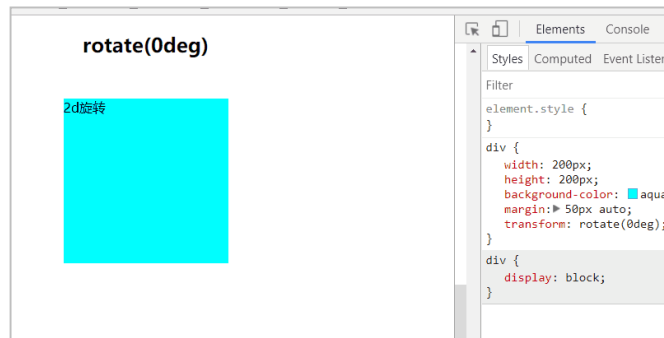 rotate(0deg)
2d旋转
Elements Console
Styles Computed Event Listen
Filter
element.style {
}
div {
width: 200px;
height: 200px;
background-color: aqua
margin: 50px auto;
transform: rotate(0deg);
}
div {
display: block;
}